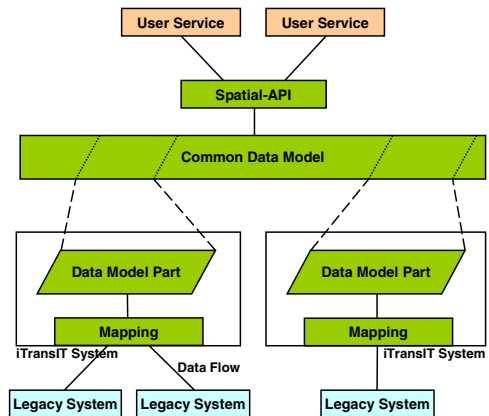 User Service
User Service
Spatial-API
Common Data Model
Data Model Part
Data Model Part
Mapping
Mapping
iTransIT System
iTransIT System
Data Flow
Legacy System
Legacy System
Legacy System